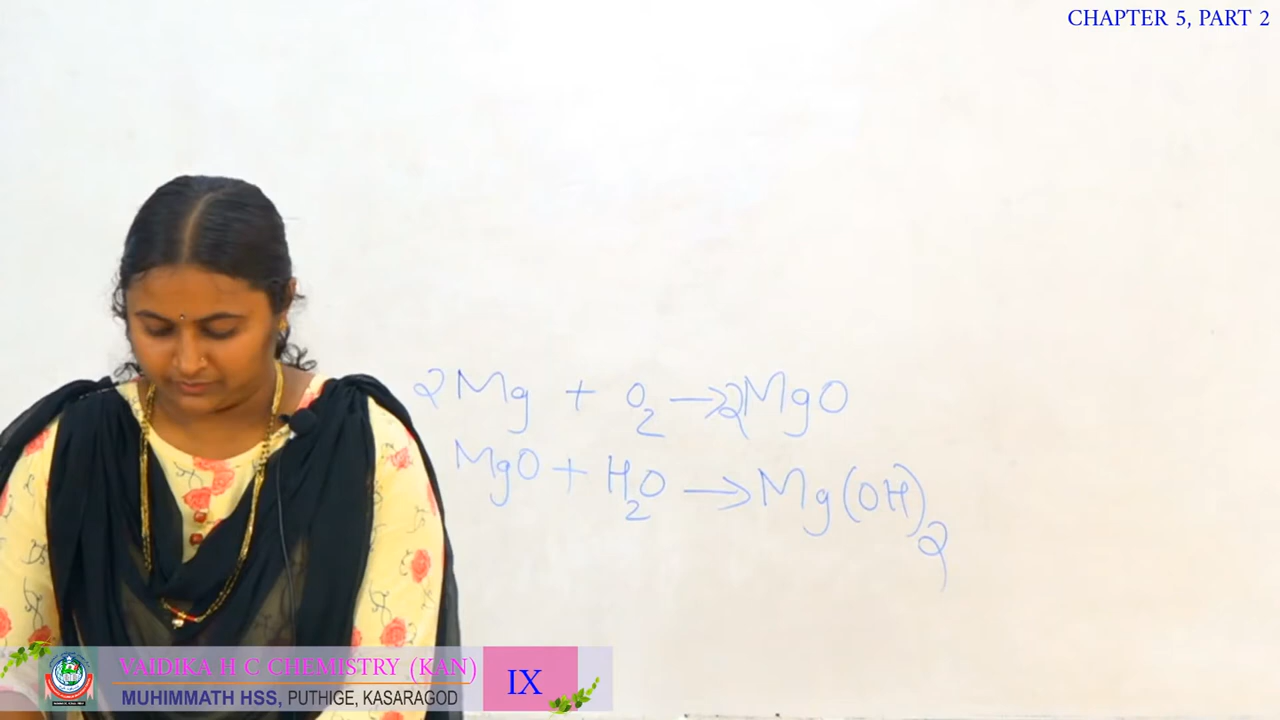 CHAPTER 5, PART 2
2Mg + O₂ → 2MgO
MgO + H₂O → Mg(OH)₂
VAIDIKA H C CHEMISTRY (KAN)
MUHIMMATH HSS, PUTHIGE, KASARAGOD
IX